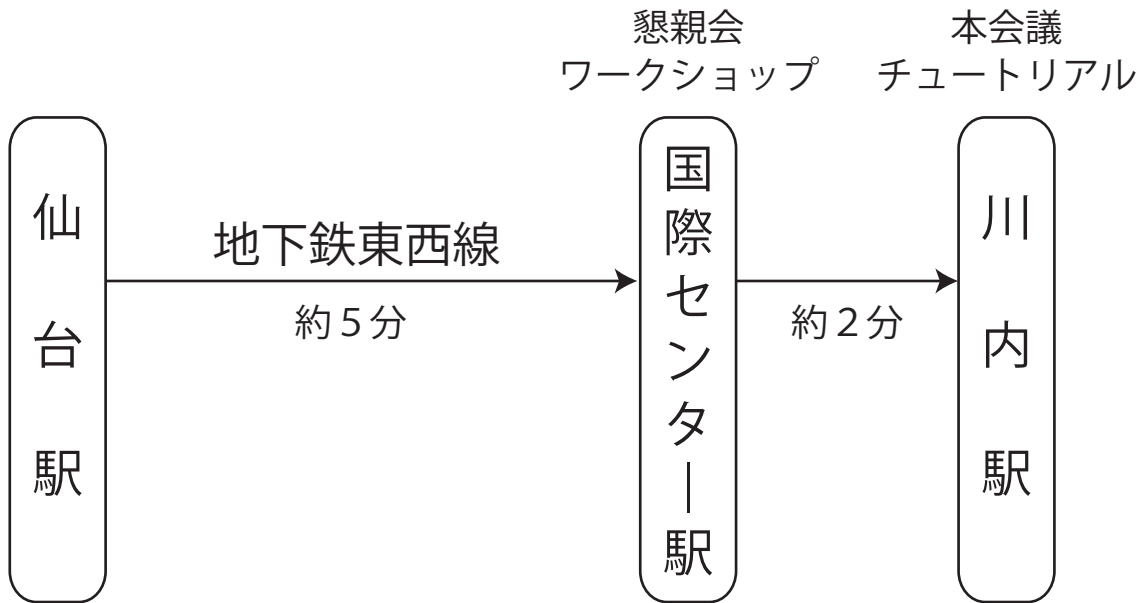 懇親会
ワークショップ
本会議
チュートリアル
仙台駅
地下鉄東西線
約5分
国際センター駅
約2分
川内駅